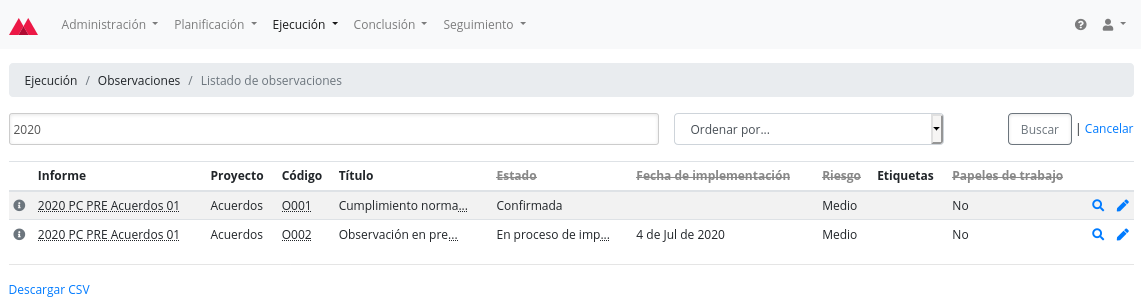 Administración Planificación Ejecución Conclusión Seguimiento
Ejecución / Observaciones / Listado de observaciones
2020 Ordenar por... Buscar | Cancelar
Informe Proyecto Código Título Estado Fecha de implementación Riesgo Etiquetas Papeles de trabajo
2020 PC PRE Acuerdos 01 Acuerdos O001 Cumplimiento norma... Confirmada Medio No
2020 PC PRE Acuerdos 01 Acuerdos O002 Observación en pre... En proceso de imp... 4 de Jul de 2020 Medio No
Descargar CSV